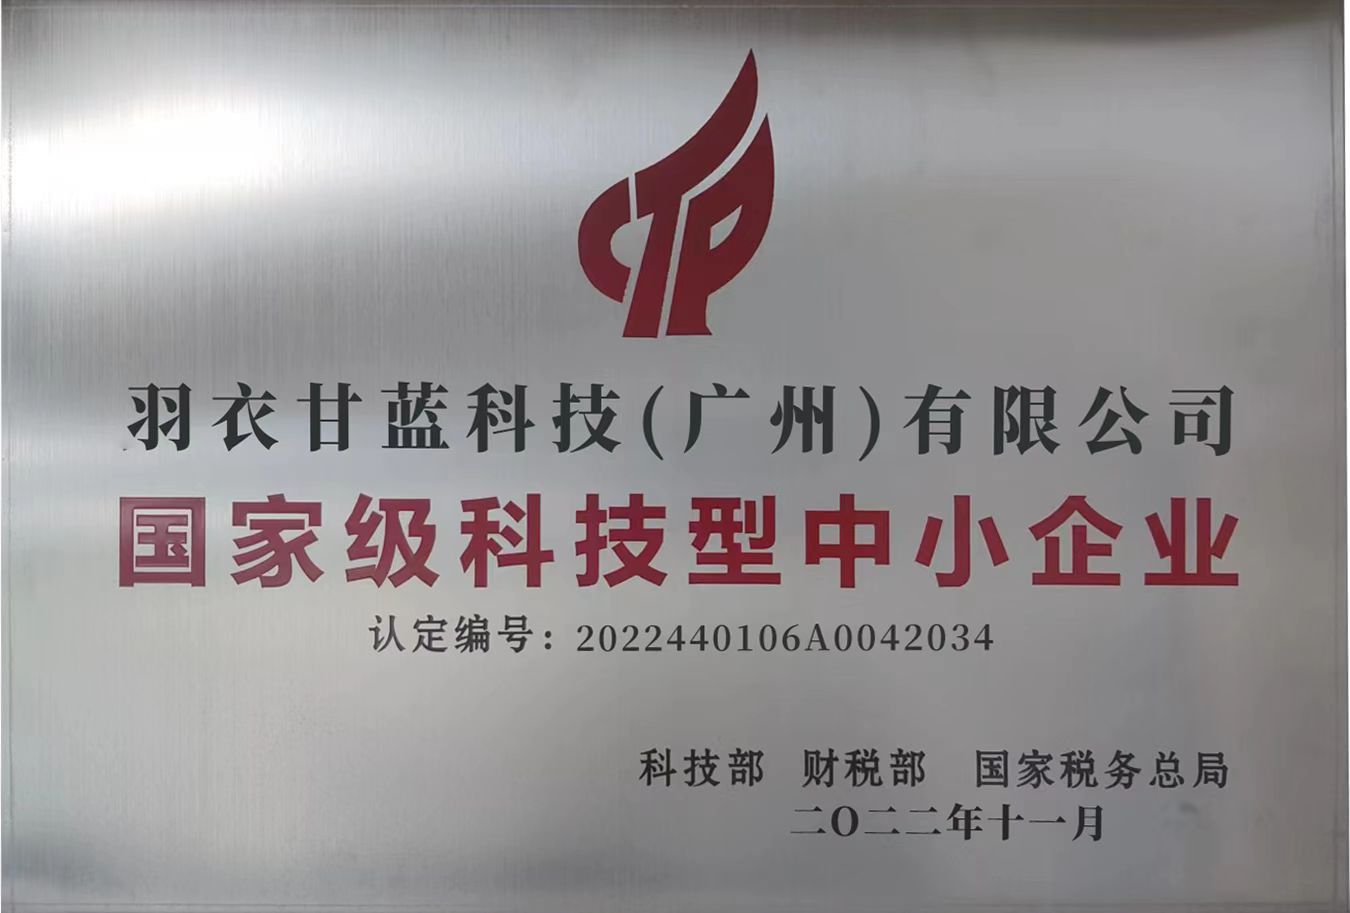 CTP
羽衣甘蓝科技(广州)有限公司
国家级科技型中小企业
认定编号：2022440106A0042034
科技部 财税部 国家税务总局
二〇二二年十一月